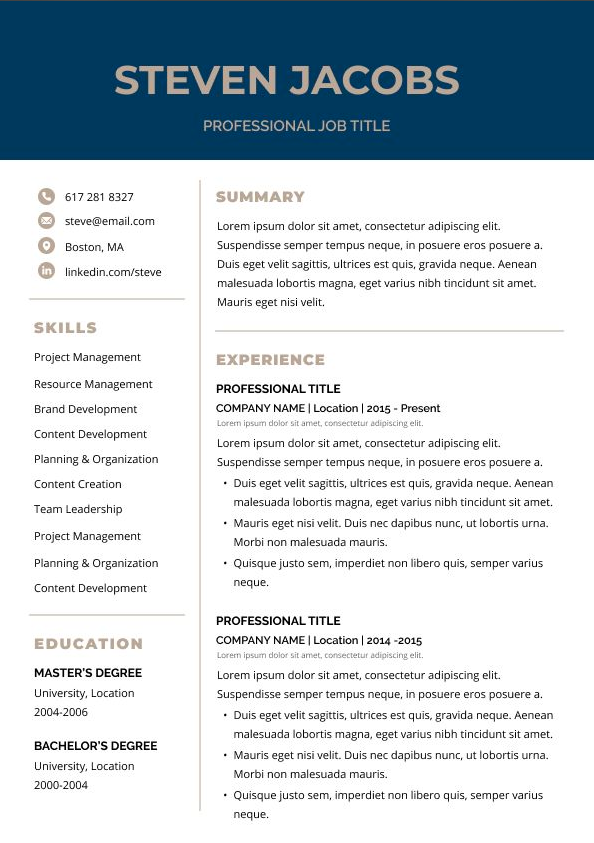 STEVEN JACOBS
PROFESSIONAL JOB TITLE
617 281 8327
steve@email.com
Boston, MA
linkedin.com/steve
SKILLS
Project Management
Resource Management
Brand Development
Content Development
Planning & Organization
Content Creation
Team Leadership
Project Management
Planning & Organization
Content Development
EDUCATION
MASTER'S DEGREE
University, Location
2004-2006
BACHELOR'S DEGREE
University, Location
2000-2004
SUMMARY
Lorem ipsum dolor sit amet, consectetur adipiscing elit.
Suspendisse semper tempus neque, in posuere eros posuere a.
Duis eget velit sagittis, ultrices est quis, gravida neque. Aenean
malesuada lobortis magna, eget varius nibh tincidunt sit amet.
Mauris eget nisi velit.
EXPERIENCE
PROFESSIONAL TITLE
COMPANY NAME | Location | 2015 - Present
Lorem ipsum dolor sit amet, consectetur adipiscing elit.
Lorem ipsum dolor sit amet, consectetur adipiscing elit.
Suspendisse semper tempus neque, in posuere eros posuere a.
• Duis eget velit sagittis, ultrices est quis, gravida neque. Aenean
malesuada lobortis magna, eget varius nibh tincidunt sit amet.
• Mauris eget nisi velit. Duis nec dapibus nunc, ut lobortis urna.
Morbi non malesuada mauris.
• Quisque justo sem, imperdiet non libero quis, semper varius
neque.
PROFESSIONAL TITLE
COMPANY NAME | Location | 2014 -2015
Lorem ipsum dolor sit amet, consectetur adipiscing elit.
Lorem ipsum dolor sit amet, consectetur adipiscing elit.
Suspendisse semper tempus neque, in posuere eros posuere a.
• Duis eget velit sagittis, ultrices est quis, gravida neque. Aenean
malesuada lobortis magna, eget varius nibh tincidunt sit amet.
• Mauris eget nisi velit. Duis nec dapibus nunc, ut lobortis urna.
Morbi non malesuada mauris.
• Quisque justo sem, imperdiet non libero quis, semper varius
neque.